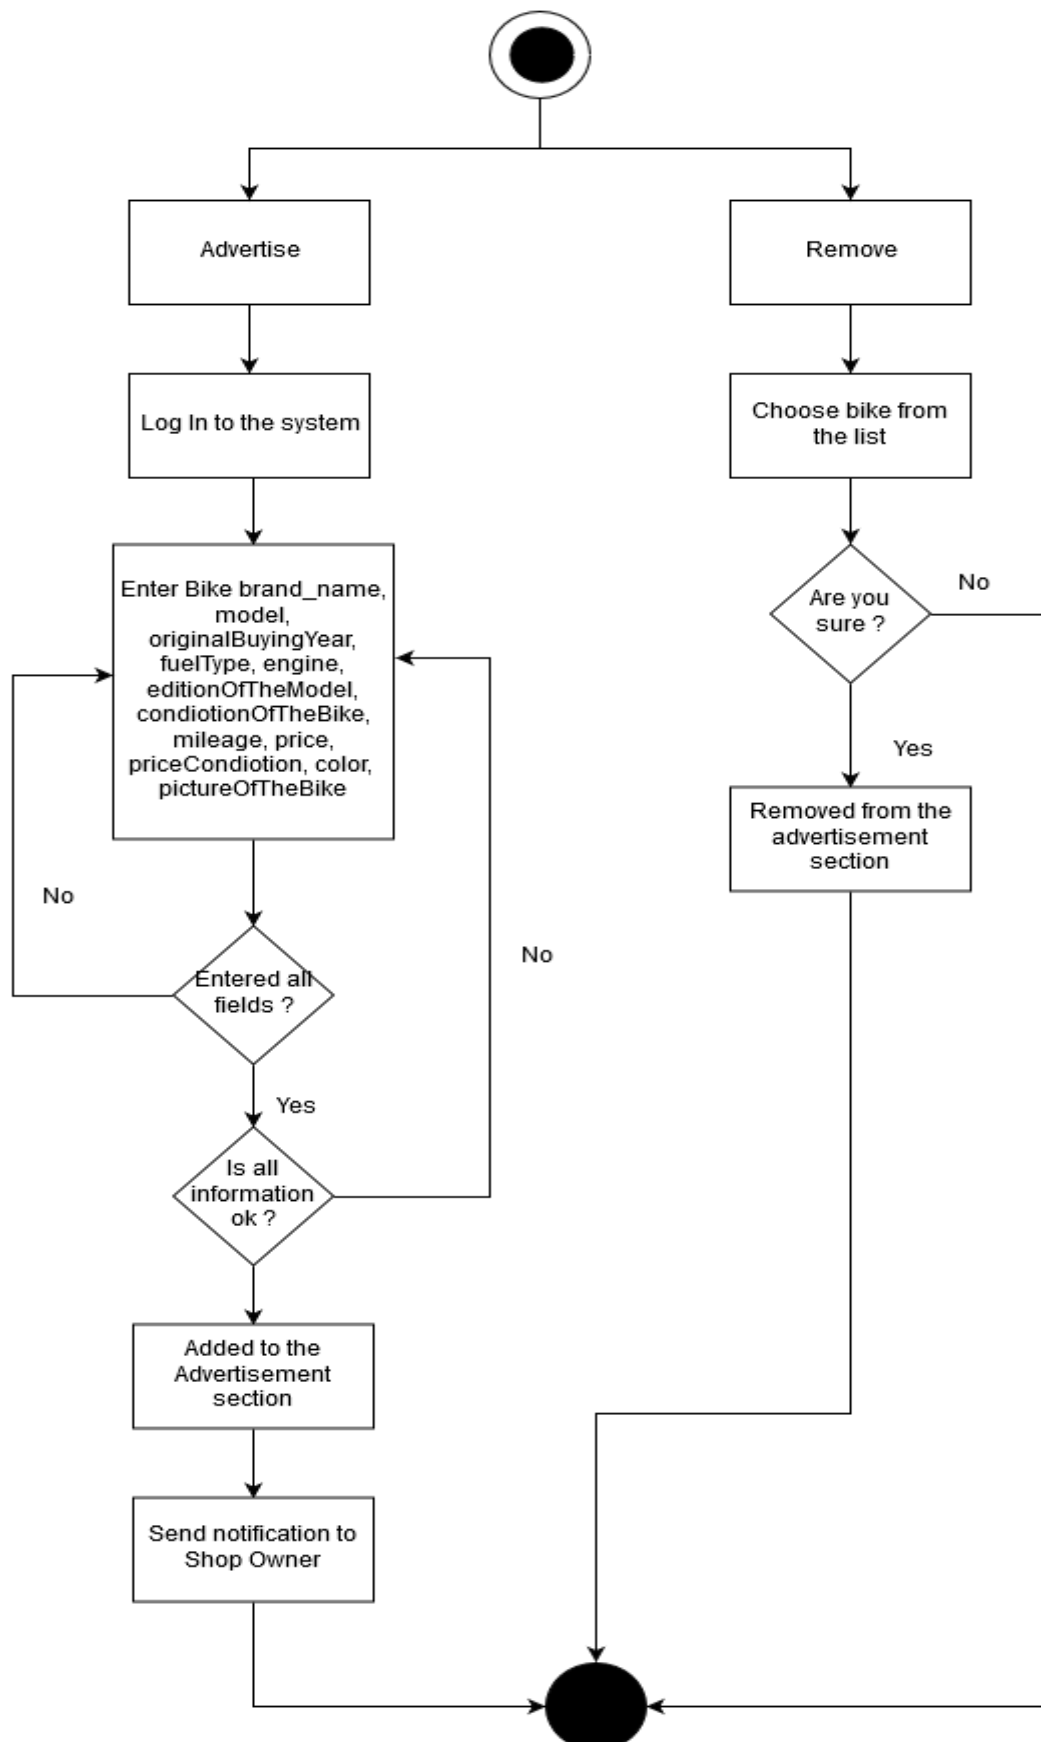 Advertise
Remove
Log In to the system
Choose bike from
the list
Enter Bike brand_name,
model,
originalBuyingYear,
fuelType, engine,
editionOfTheModel,
condiotionOfTheBike,
mileage, price,
priceCondiotion, color,
pictureOfTheBike
Are you
sure ?
No
Yes
Removed from the
advertisement
section
No
Entered all
fields ?
No
Yes
Is all
information
ok ?
Added to the
Advertisement
section
Send notification to
Shop Owner